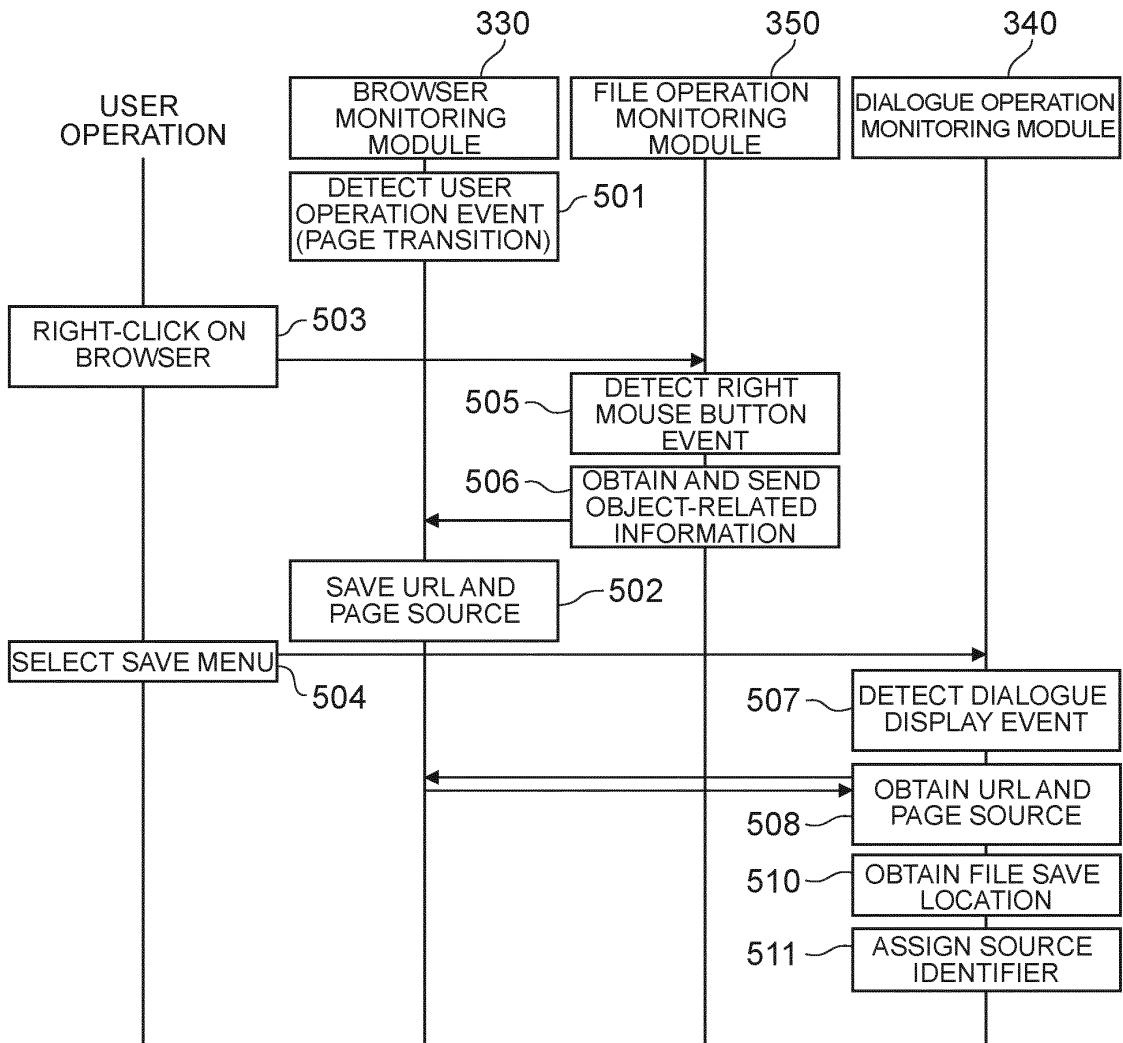 330
350
340
USER
OPERATION
BROWSER
MONITORING
MODULE
FILE OPERATION
MONITORING
MODULE
DIALOGUE OPERATION
MONITORING MODULE
DETECT USER
OPERATION EVENT
(PAGE TRANSITION)
501
RIGHT-CLICK ON
BROWSER
503
505
DETECT RIGHT
MOUSE BUTTON
EVENT
506
OBTAIN AND SEND
OBJECT-RELATED
INFORMATION
SAVE URL AND
PAGE SOURCE
502
SELECT SAVE MENU
504
507
DETECT DIALOGUE
DISPLAY EVENT
508
OBTAIN URL AND
PAGE SOURCE
510
OBTAIN FILE SAVE
LOCATION
511
ASSIGN SOURCE
IDENTIFIER